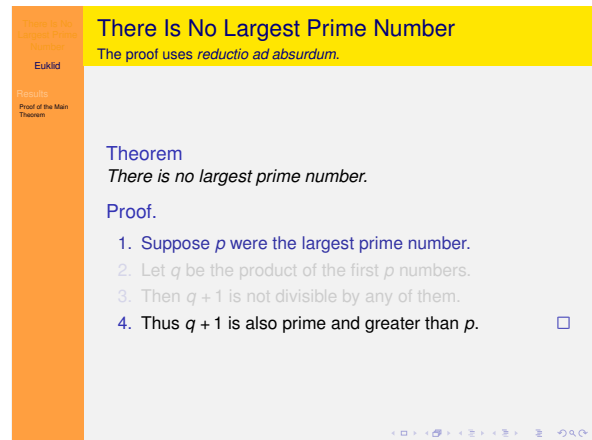 There Is No
Largest Prime
Number
Euklid
Results
Proof of the Main
Theorem
There Is No Largest Prime Number
The proof uses reductio ad absurdum.
Theorem
There is no largest prime number.
Proof.
1. Suppose p were the largest prime number.
2. Let q be the product of the first p numbers.
3. Then q + 1 is not divisible by any of them.
4. Thus q + 1 is also prime and greater than p. □